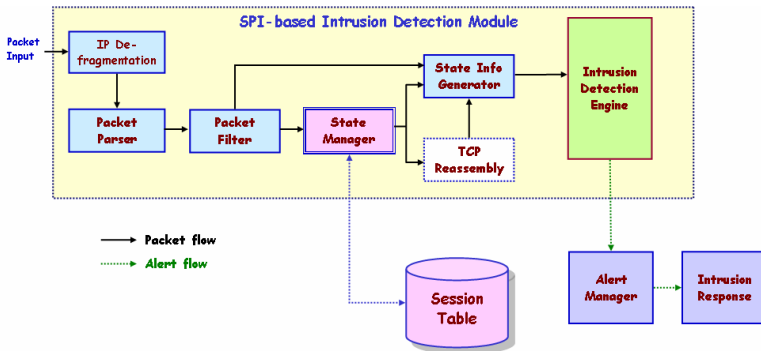 SPI-based Intrusion Detection Module
Packet
Input
IP De-
fragmentation
Packet
Parser
Packet
Filter
State
Manager
State Info
Generator
TCP
Reassembly
Intrusion
Detection
Engine
Packet flow
Alert flow
Session
Table
Alert
Manager
Intrusion
Response